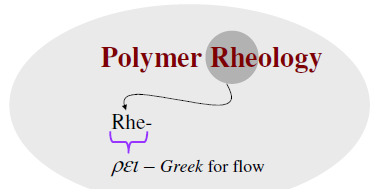 Polymer Rheology
Rhe-
ρει – Greek for flow